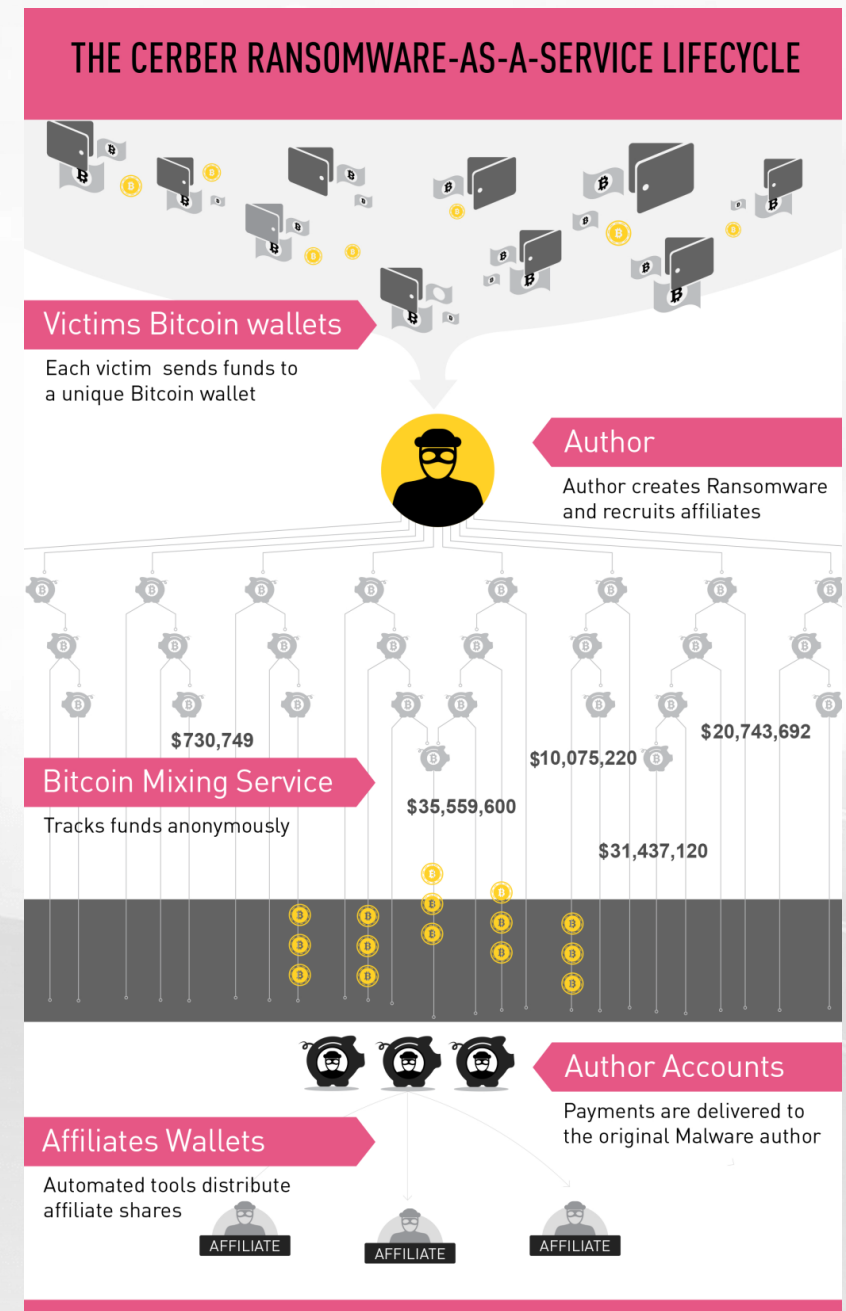 THE CERBER RANSOMWARE-AS-A-SERVICE LIFECYCLE
Victims Bitcoin wallets
Each victim sends funds to
a unique Bitcoin wallet
Author
Author creates Ransomware
and recruits affiliates
$730,749
$20,743,692
$10,075,220
Bitcoin Mixing Service
Tracks funds anonymously
$35,559,600
$31,437,120
Author Accounts
Payments are delivered to
the original Malware author
Affiliates Wallets
Automated tools distribute
affiliate shares
AFFILIATE
AFFILIATE
AFFILIATE